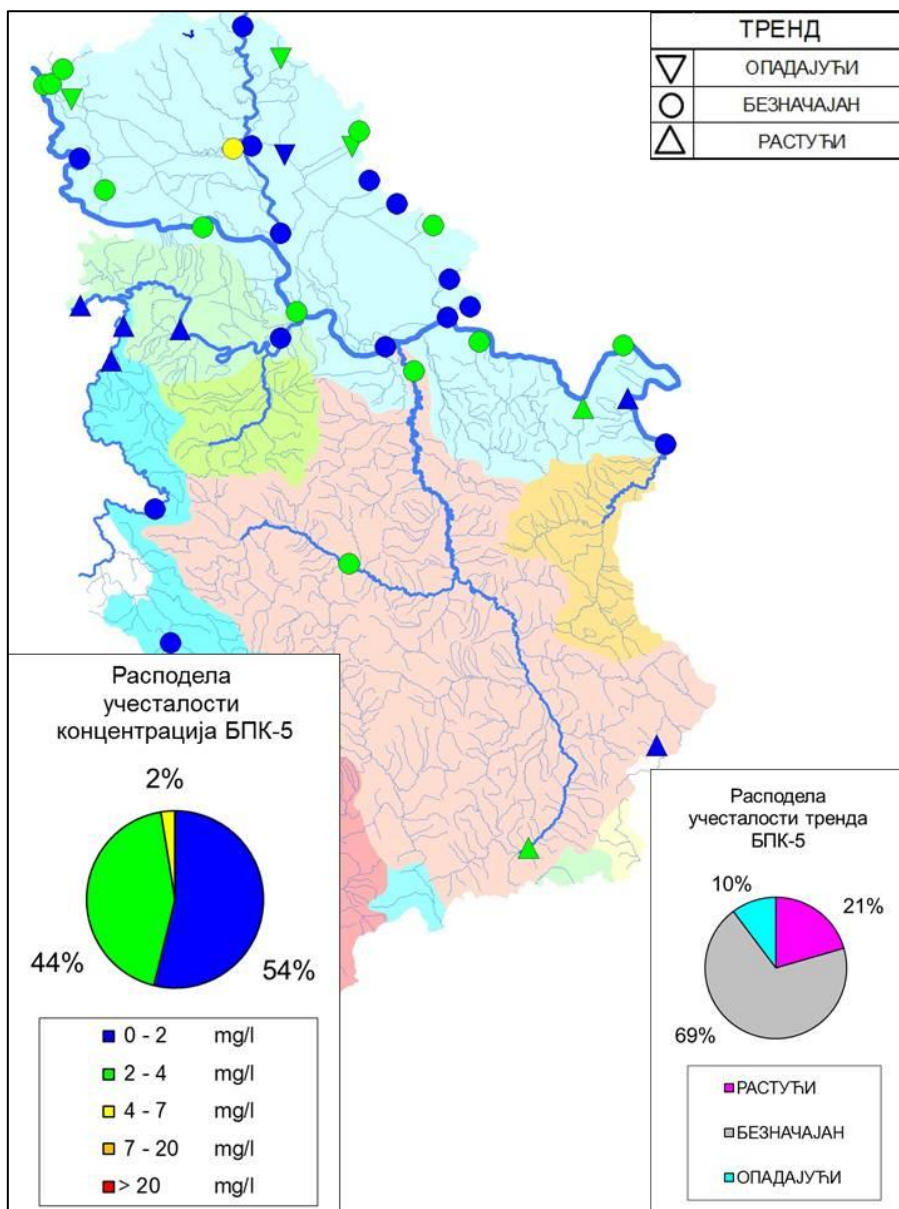 ТРЕНД
ОПАДАЈУЋИ
БЕЗНАЧАЈАН
РАСТУЋИ
Расподела
учесталости
концентрација БПК-5
2%
44%
54%
0 - 2 mg/l
2 - 4 mg/l
4 - 7 mg/l
7 - 20 mg/l
> 20 mg/l
Расподела
учесталости тренда
БПК-5
10%
21%
69%
РАСТУЋИ
БЕЗНАЧАЈАН
ОПАДАЈУЋИ